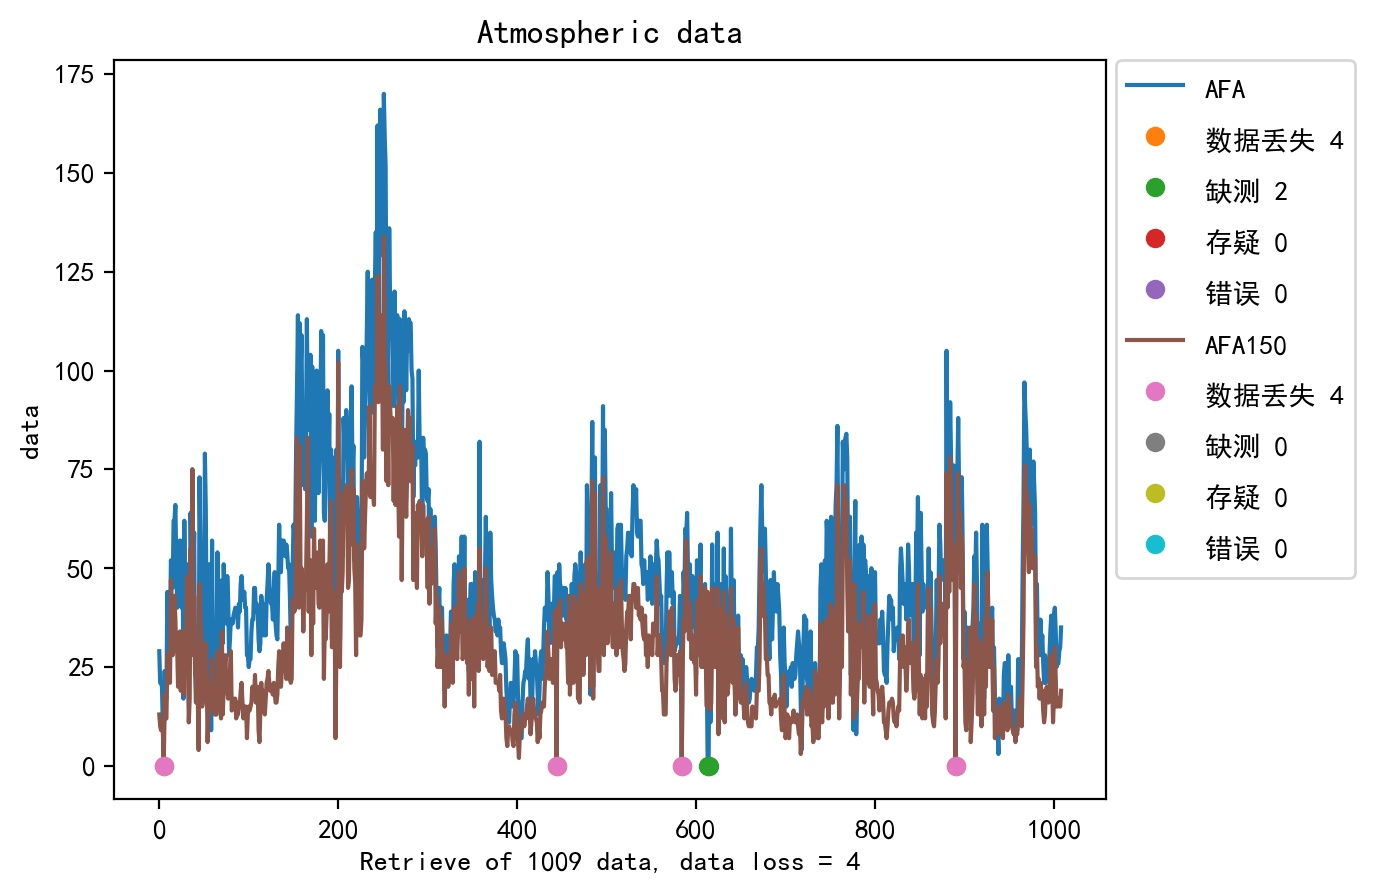 Atmospheric data
175
150
125
100
75
50
25
0
data
0 200 400 600 800 1000
Retrieve of 1009 data, data loss = 4
AFA
数据丢失 4
缺测 2
存疑 0
错误 0
AFA150
数据丢失 4
缺测 0
存疑 0
错误 0